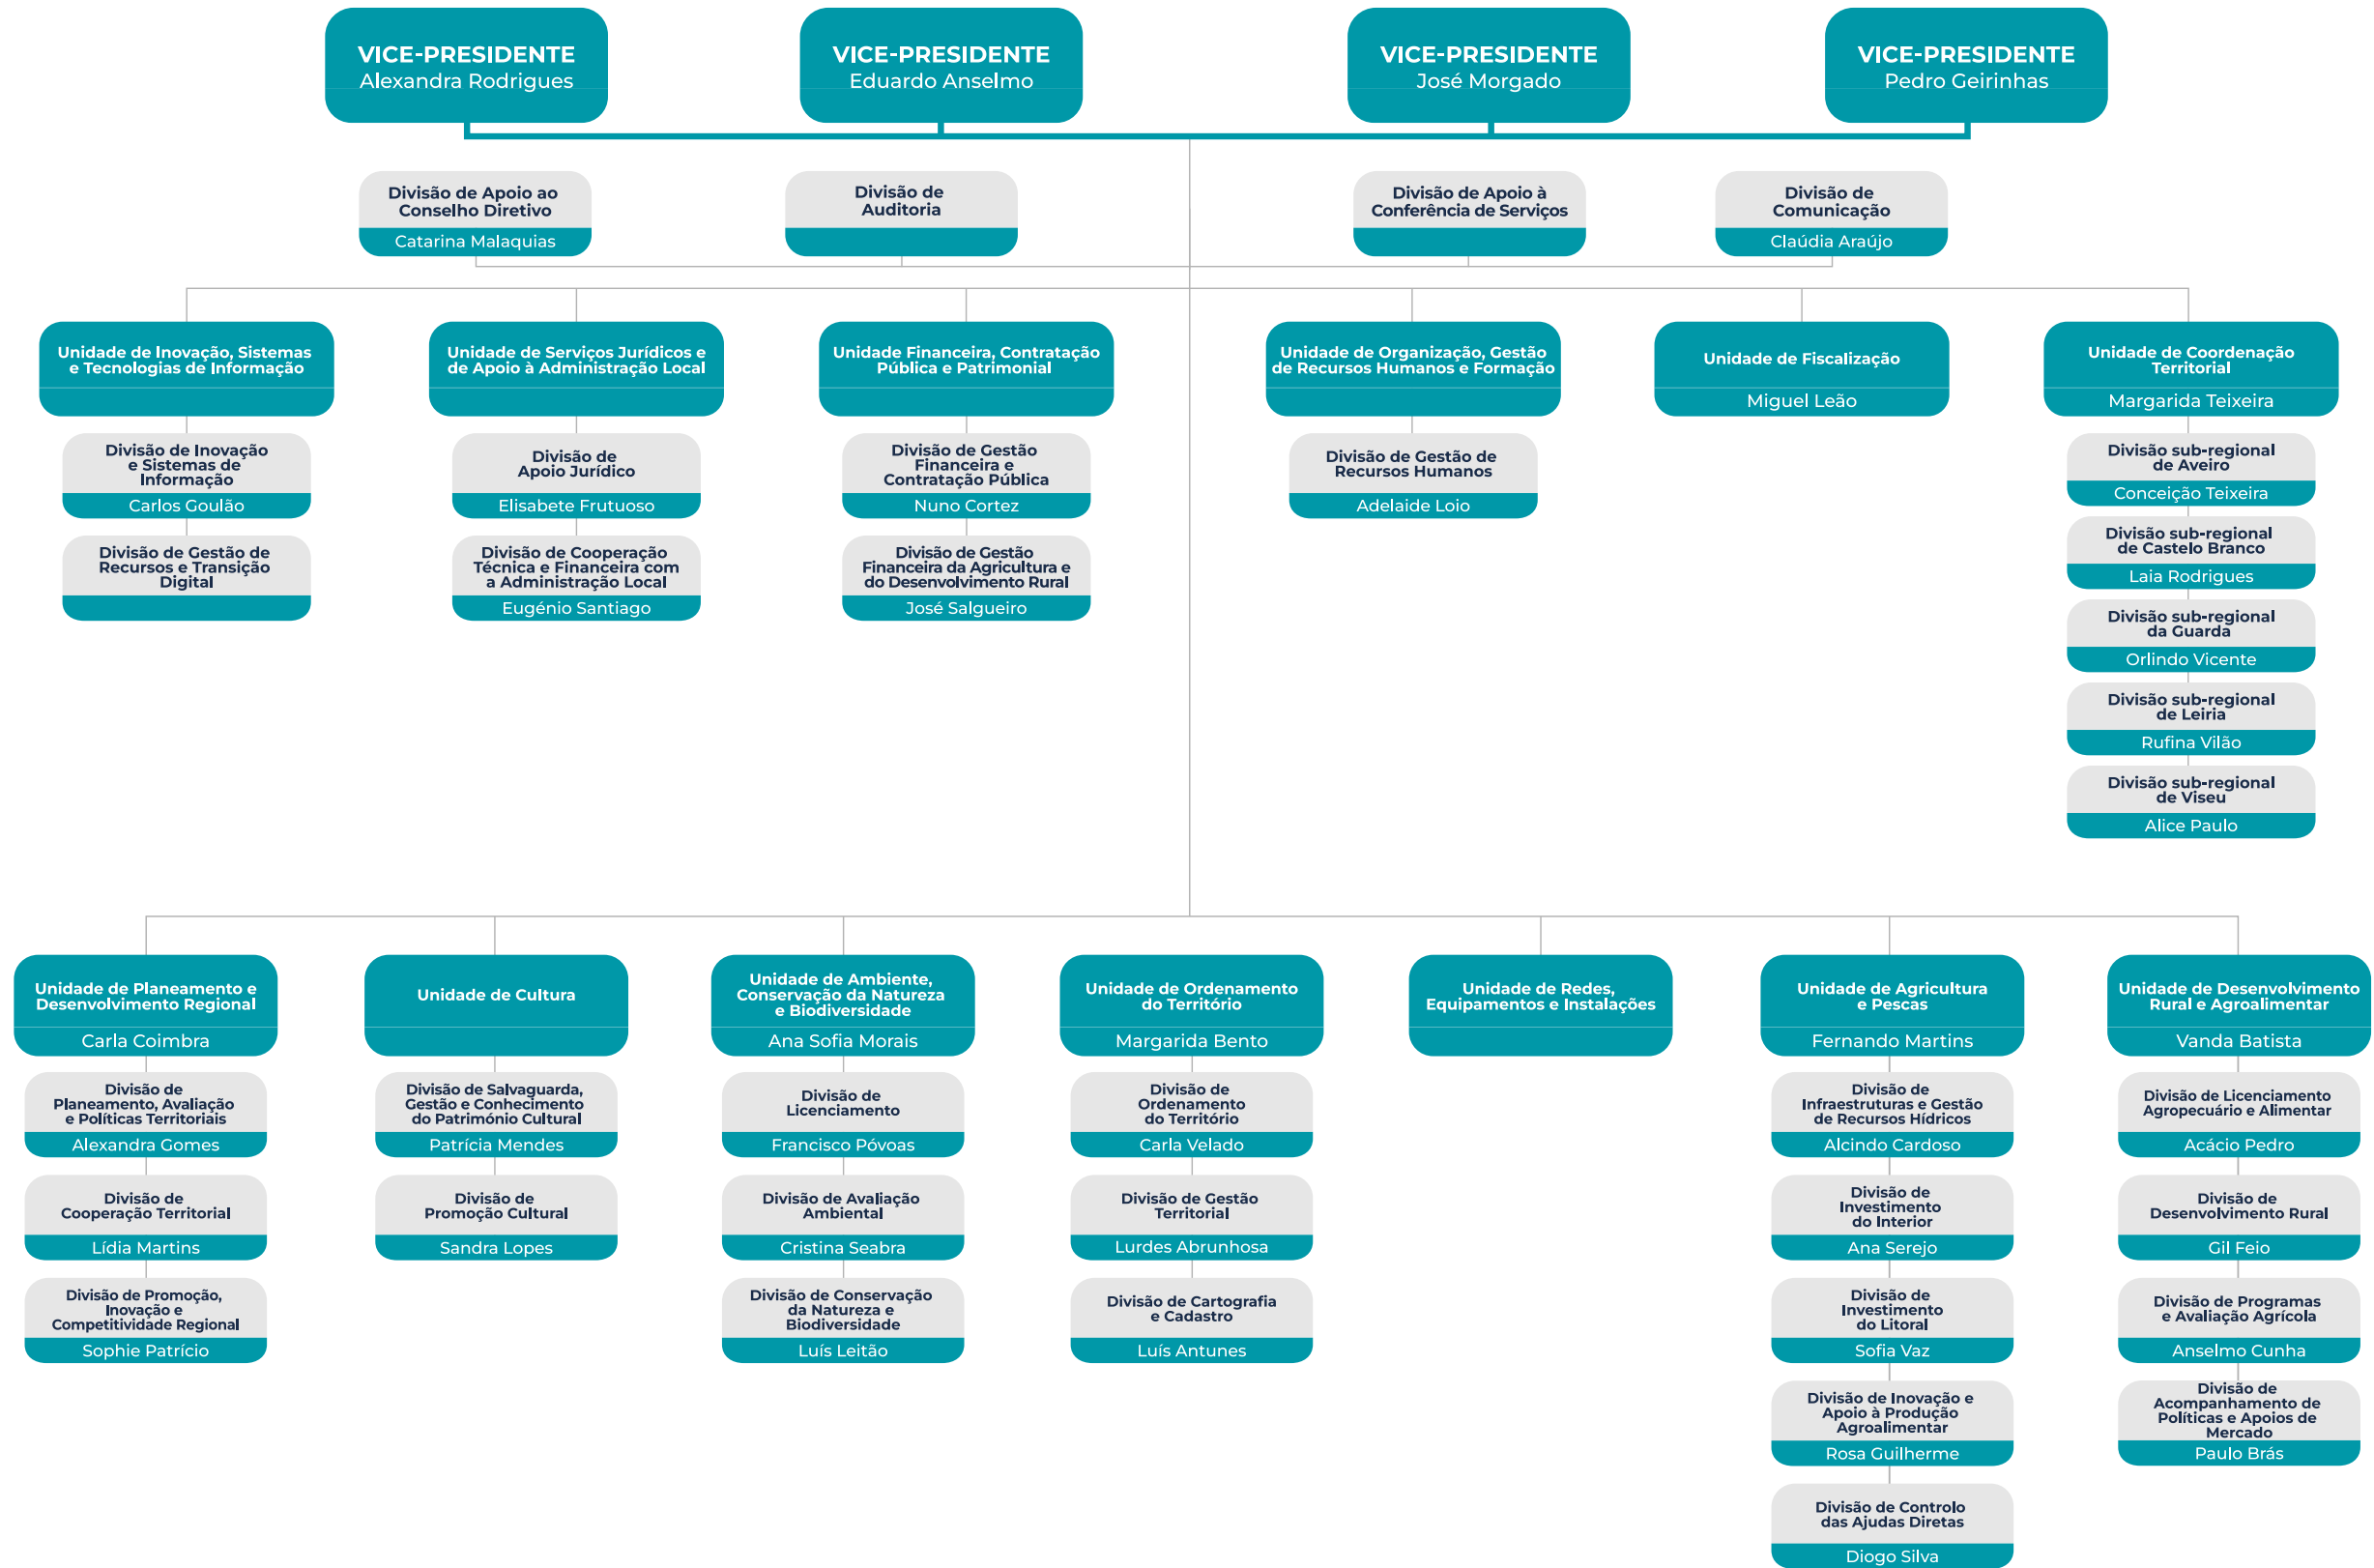 VICE-PRESIDENTE
Alexandra Rodrigues
VICE-PRESIDENTE
Eduardo Anselmo
VICE-PRESIDENTE
José Morgado
VICE-PRESIDENTE
Pedro Geirinhas
Divisão de Apoio ao
Conselho Diretivo
Catarina Malaquias
Divisão de
Auditoria
Divisão de Apoio à
Conferência de Serviços
Divisão de
Comunicação
Claúdia Araújo
Unidade de Inovação, Sistemas
e Tecnologias de Informação
Divisão de Inovação
e Sistemas de
Informação
Carlos Goulão
Divisão de Gestão de
Recursos e Transição
Digital
Unidade de Serviços Jurídicos e
de Apoio à Administração Local
Divisão de
Apoio Jurídico
Elisabete Frutuoso
Divisão de Cooperação
Técnica e Financeira com
a Administração Local
Eugénio Santiago
Unidade Financeira, Contratação
Pública e Patrimonial
Divisão de Gestão
Financeira e
Contratação Pública
Nuno Cortez
Divisão de Gestão
Financeira da Agricultura e
do Desenvolvimento Rural
José Salgueiro
Unidade de Organização, Gestão
de Recursos Humanos e Formação
Divisão de Gestão de
Recursos Humanos
Adelaide Loio
Unidade de Fiscalização
Miguel Leão
Unidade de Coordenação
Territorial
Margarida Teixeira
Divisão sub-regional
de Aveiro
Conceição Teixeira
Divisão sub-regional
de Castelo Branco
Laia Rodrigues
Divisão sub-regional
da Guarda
Orlindo Vicente
Divisão sub-regional
de Leiria
Rufina Vilão
Divisão sub-regional
de Viseu
Alice Paulo
Unidade de Planeamento e
Desenvolvimento Regional
Carla Coimbra
Divisão de
Planeamento, Avaliação
e Políticas Territoriais
Alexandra Gomes
Divisão de
Cooperação Territorial
Lídia Martins
Divisão de Promoção,
Inovação e
Competitividade Regional
Sophie Patrício
Unidade de Cultura
Divisão de Salvaguarda,
Gestão e Conhecimento
do Património Cultural
Patrícia Mendes
Divisão de
Promoção Cultural
Sandra Lopes
Unidade de Ambiente,
Conservação da Natureza
e Biodiversidade
Ana Sofia Morais
Divisão de
Licenciamento
Francisco Póvoas
Divisão de Avaliação
Ambiental
Cristina Seabra
Divisão de Conservação
da Natureza e
Biodiversidade
Luís Leitão
Unidade de Ordenamento
do Território
Margarida Bento
Divisão de
Ordenamento
do Território
Carla Velado
Divisão de Gestão
Territorial
Lurdes Abrunhosa
Divisão de Cartografia
e Cadastro
Luís Antunes
Unidade de Redes,
Equipamentos e Instalações
Unidade de Agricultura
e Pescas
Fernando Martins
Divisão de
Infraestruturas e Gestão
de Recursos Hídricos
Alcindo Cardoso
Divisão de
Investimento
do Interior
Ana Serejo
Divisão de
Investimento
do Litoral
Sofia Vaz
Divisão de Inovação e
Apoio à Produção
Agroalimentar
Rosa Guilherme
Divisão de Controlo
das Ajudas Diretas
Diogo Silva
Unidade de Desenvolvimento
Rural e Agroalimentar
Vanda Batista
Divisão de Licenciamento
Agropecuário e Alimentar
Acácio Pedro
Divisão de
Desenvolvimento Rural
Gil Feio
Divisão de Programas
e Avaliação Agrícola
Anselmo Cunha
Divisão de
Acompanhamento de
Políticas e Apoios de
Mercado
Paulo Brás